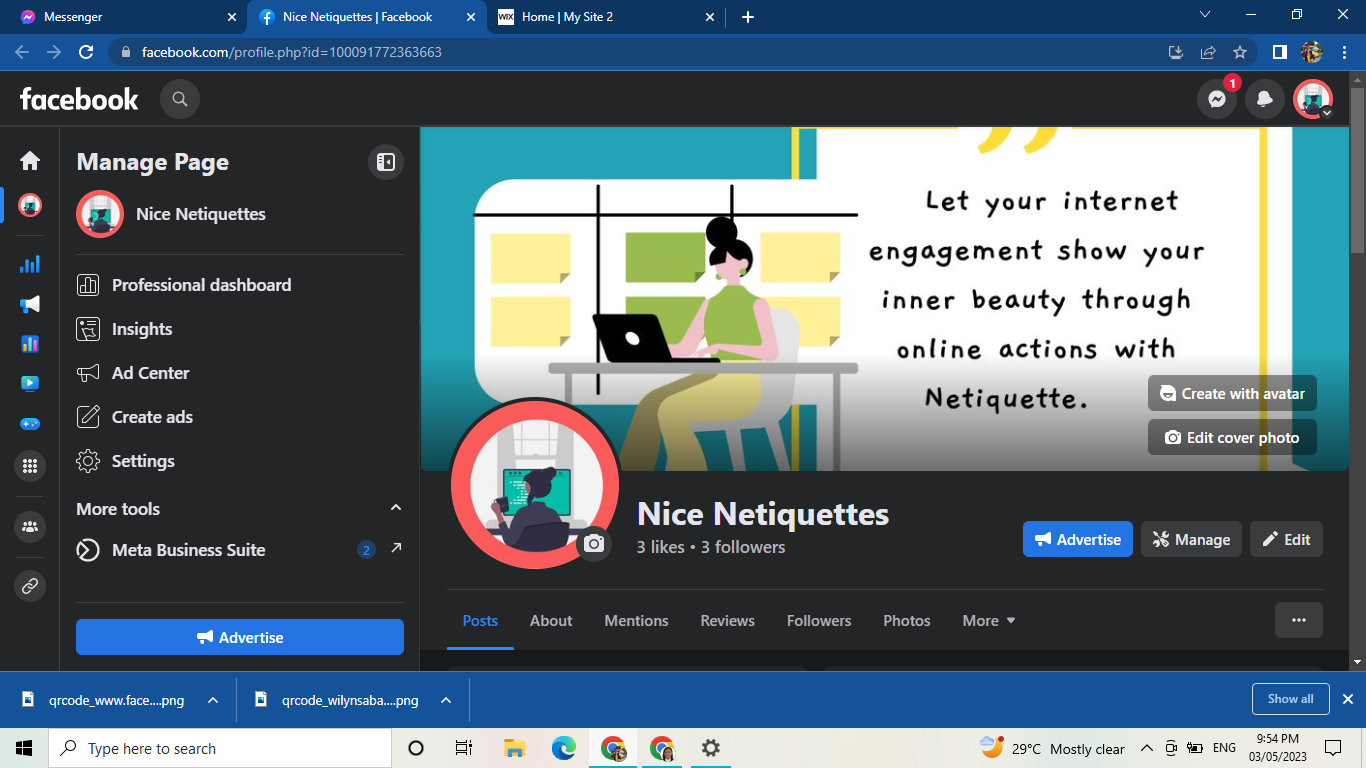 Messenger
Nice Netiquettes | Facebook
WIX Home | My Site 2
facebook.com/profile.php?id=100091772363663
facebook
1
Manage Page
Nice Netiquettes
Professional dashboard
Insights
Ad Center
Create ads
Settings
More tools
Meta Business Suite 2
Advertise
Let your internet
engagement show your
inner beauty through
online actions with
Netiquette.
Create with avatar
Edit cover photo
Nice Netiquettes
3 likes • 3 followers
Advertise
Manage
Edit
Posts About Mentions Reviews Followers Photos More
qrcode_www.face....png
qrcode_wilynsaba....png
Show all
Type here to search
29°C Mostly clear
ENG
9:54 PM
03/05/2023